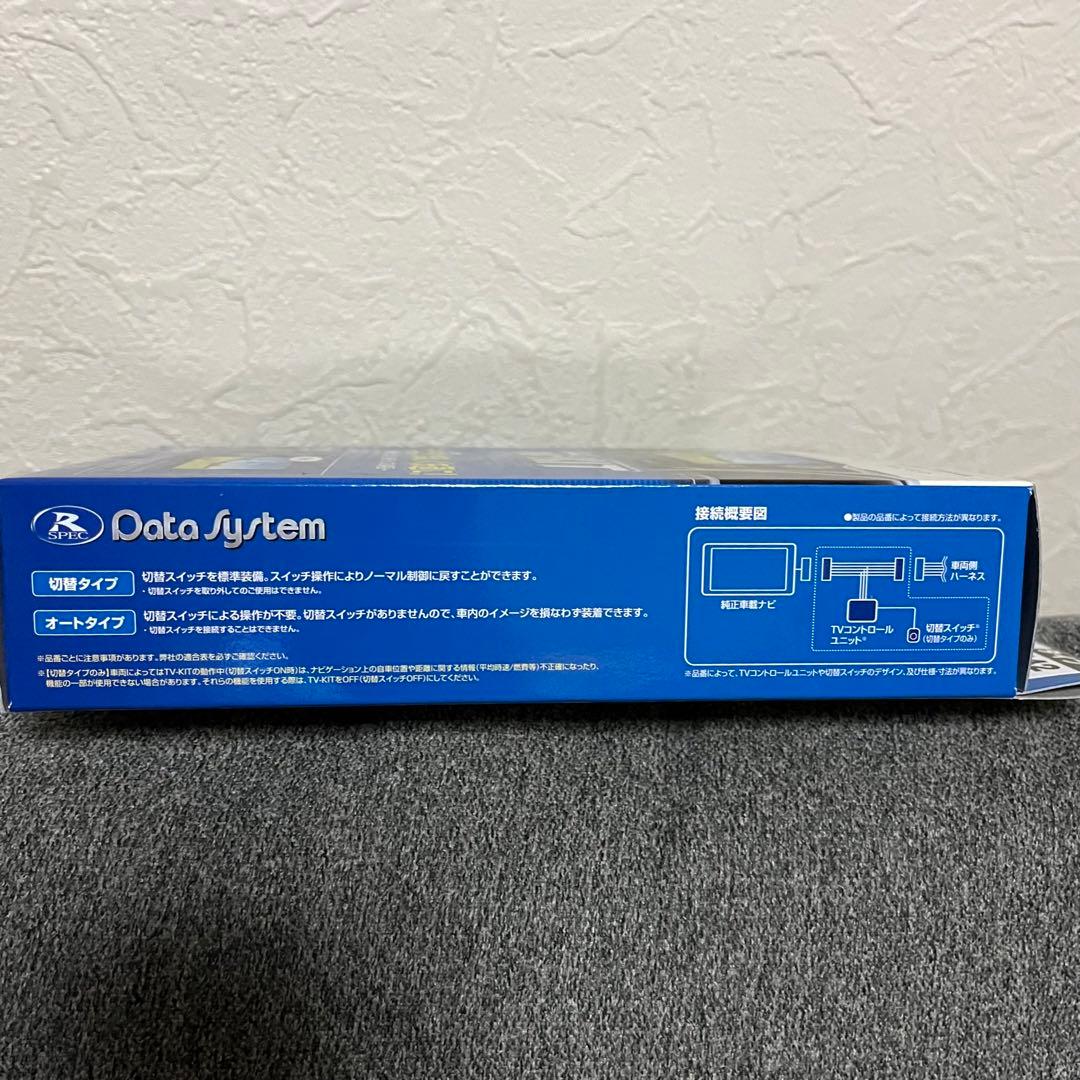 R SPEC
Data System
切替タイプ
切替スイッチを標準装備。スイッチ操作によりノーマル制御に戻すことができます。
・切替スイッチを取り外してのご使用はできません。
オートタイプ
切替スイッチによる操作が不要。切替スイッチがありませんので、車内のイメージを損なわず装着できます。
・切替スイッチを接続することはできません。
※品番ごとに注意事項があります。弊社の適合表を必ずご確認ください。
※【切替タイプのみ】車両によってはTV-KITの動作中(切替スイッチON時)は、ナビゲーション上の自車位置や距離に関する情報(平均時速/燃費等)不正確になったり、
機能の一部が使用できない場合があります。それらの機能を使用する際は、TV-KITをOFF(切替スイッチOFF)にしてください。
接続概要図
●製品の品番によって接続方法が異なります。
純正車載ナビ
車両側
ハーネス
TVコントロール
ユニット※
切替スイッチ※
(切替タイプのみ)
※品番によって、TVコントロールユニットや切替スイッチのデザイン、及び仕様・寸法が異なります。